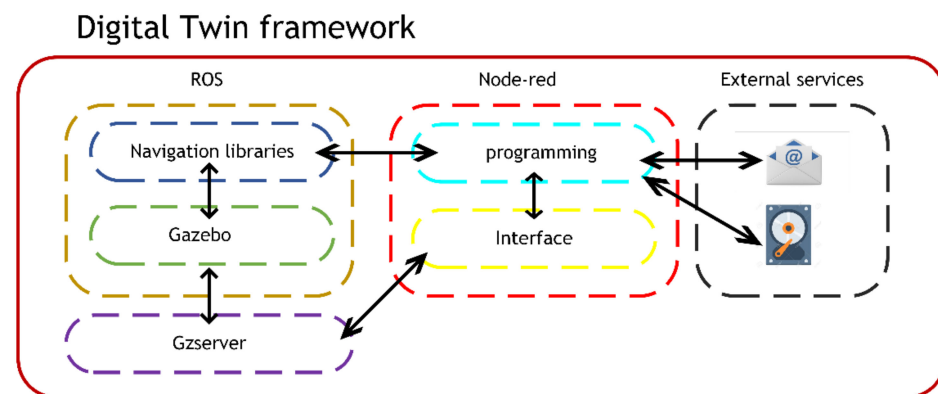 Digital Twin framework
ROS
Node-red
External services
Navigation libraries
programming
@
Gazebo
Interface
Gzserver